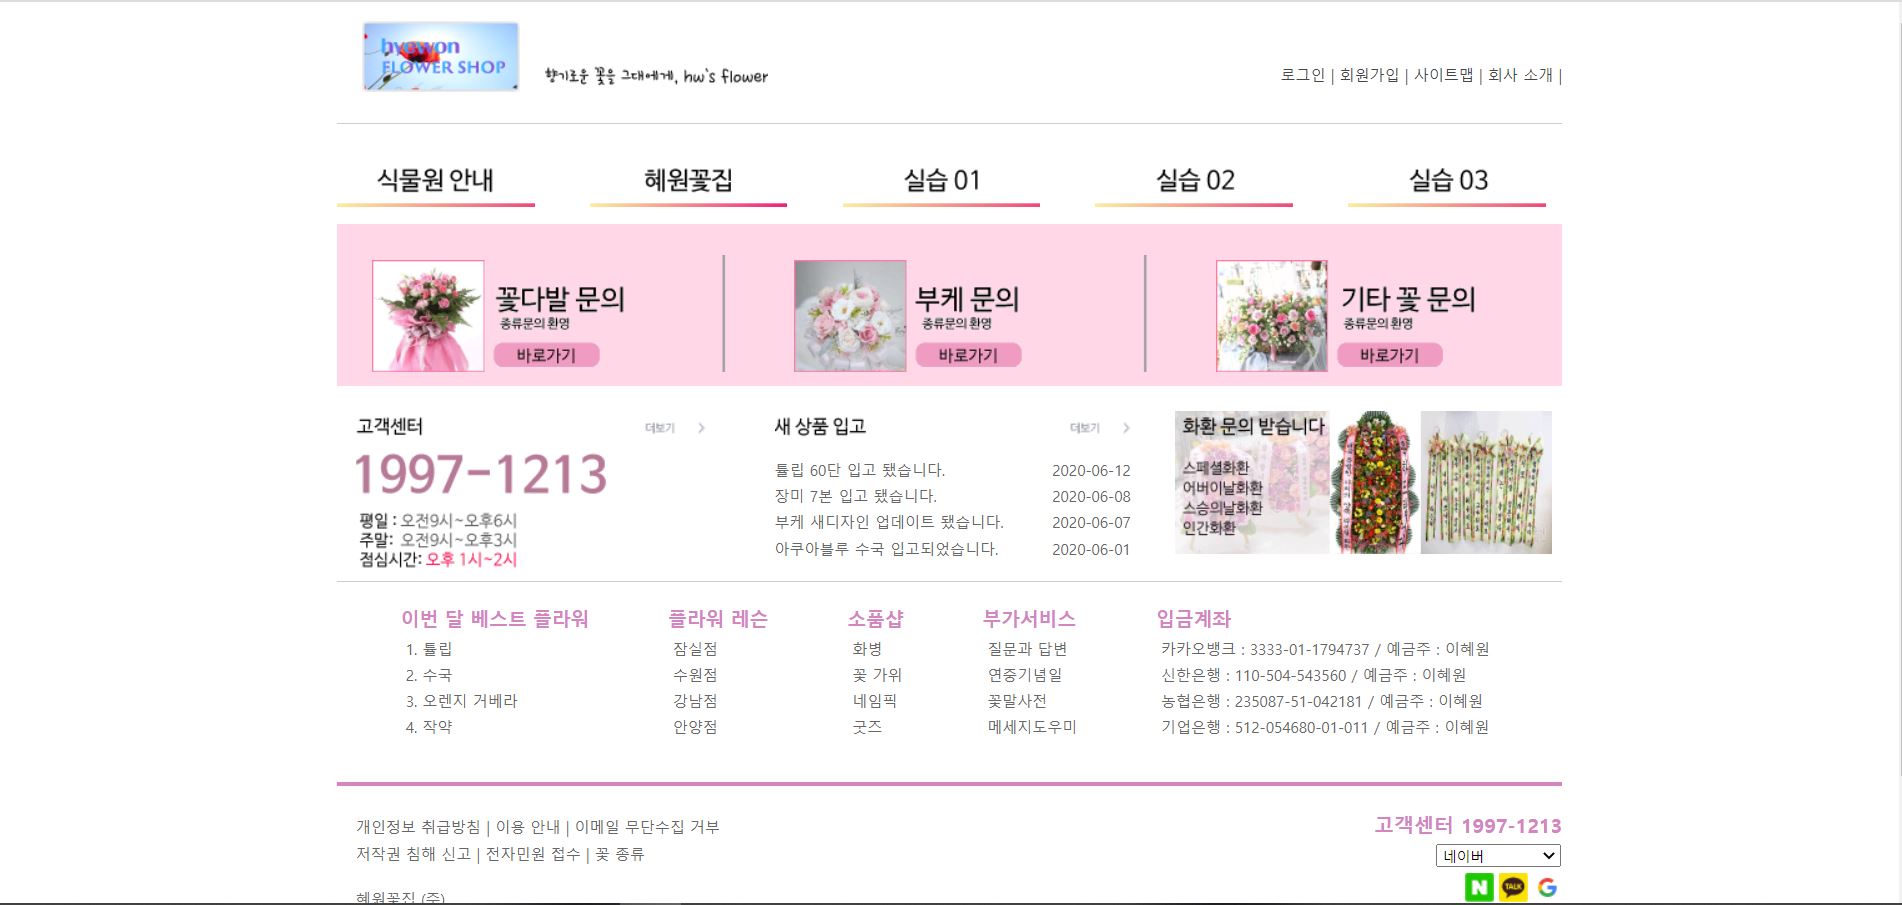 hyewon
FLOWER SHOP
향기로운 꽃을 그대에게, hw's flower
로그인 | 회원가입 | 사이트맵 | 회사 소개 |
식물원 안내
혜원꽃집
실습 01
실습 02
실습 03
꽃다발 문의
종류문의 환영
바로가기
부케 문의
종류문의 환영
바로가기
기타 꽃 문의
종류문의 환영
바로가기
고객센터
더보기 >
1997-1213
평일 : 오전9시~오후6시
주말: 오전9시~오후3시
점심시간: 오후 1시~2시
새 상품 입고
더보기 >
튤립 60단 입고 됐습니다. 2020-06-12
장미 7본 입고 됐습니다. 2020-06-08
부케 새디자인 업데이트 됐습니다. 2020-06-07
아쿠아블루 수국 입고되었습니다. 2020-06-01
화환 문의 받습니다
스페셜화환
어버이날화환
스승의날화환
인간화환
이번 달 베스트 플라워
1. 튤립
2. 수국
3. 오렌지 거베라
4. 작약
플라워 레슨
잠실점
수원점
강남점
안양점
소품샵
화병
꽃 가위
네임픽
굿즈
부가서비스
질문과 답변
연중기념일
꽃말사전
메세지도우미
입금계좌
카카오뱅크 : 3333-01-1794737 / 예금주 : 이혜원
신한은행 : 110-504-543560 / 예금주 : 이혜원
농협은행 : 235087-51-042181 / 예금주 : 이혜원
기업은행 : 512-054680-01-011 / 예금주 : 이혜원
개인정보 취급방침 | 이용 안내 | 이메일 무단수집 거부
저작권 침해 신고 | 전자민원 접수 | 꽃 종류
혜원꽃집 (주)
고객센터 1997-1213
네이버
N
TALK
G